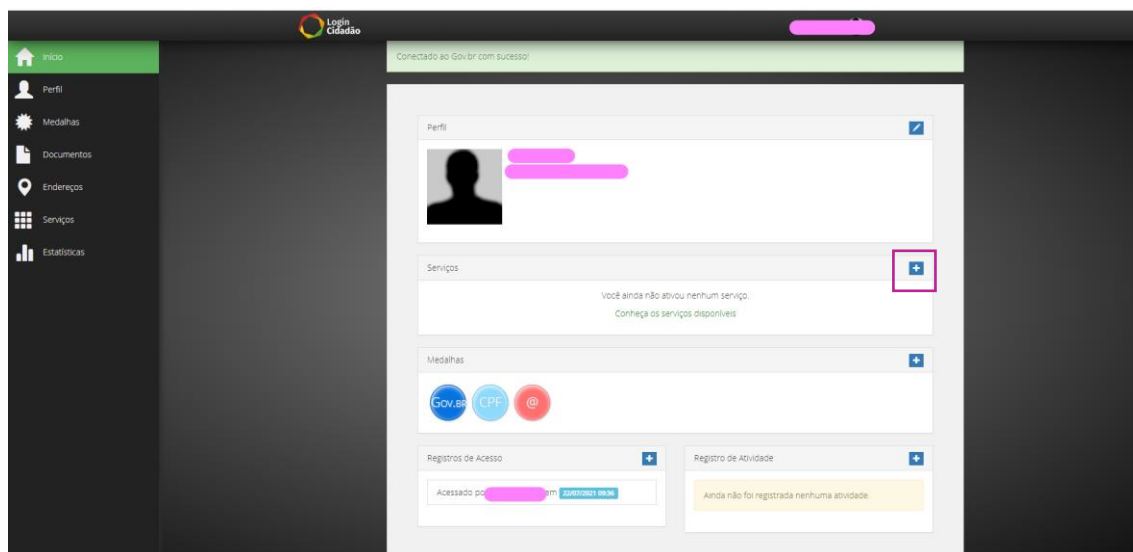 Login
Cidadão
Início
Perfil
Medalhas
Documentos
Endereços
Serviços
Estatísticas
Conectado ao Gov.br com sucesso!
Perfil
Serviços
Você ainda não ativou nenhum serviço.
Conheça os serviços disponíveis
Medalhas
Gov.BR
CPF
@
Registros de Acesso
Acessado po em 22/07/2021 09:36
Registro de Atividade
Ainda não foi registrada nenhuma atividade.